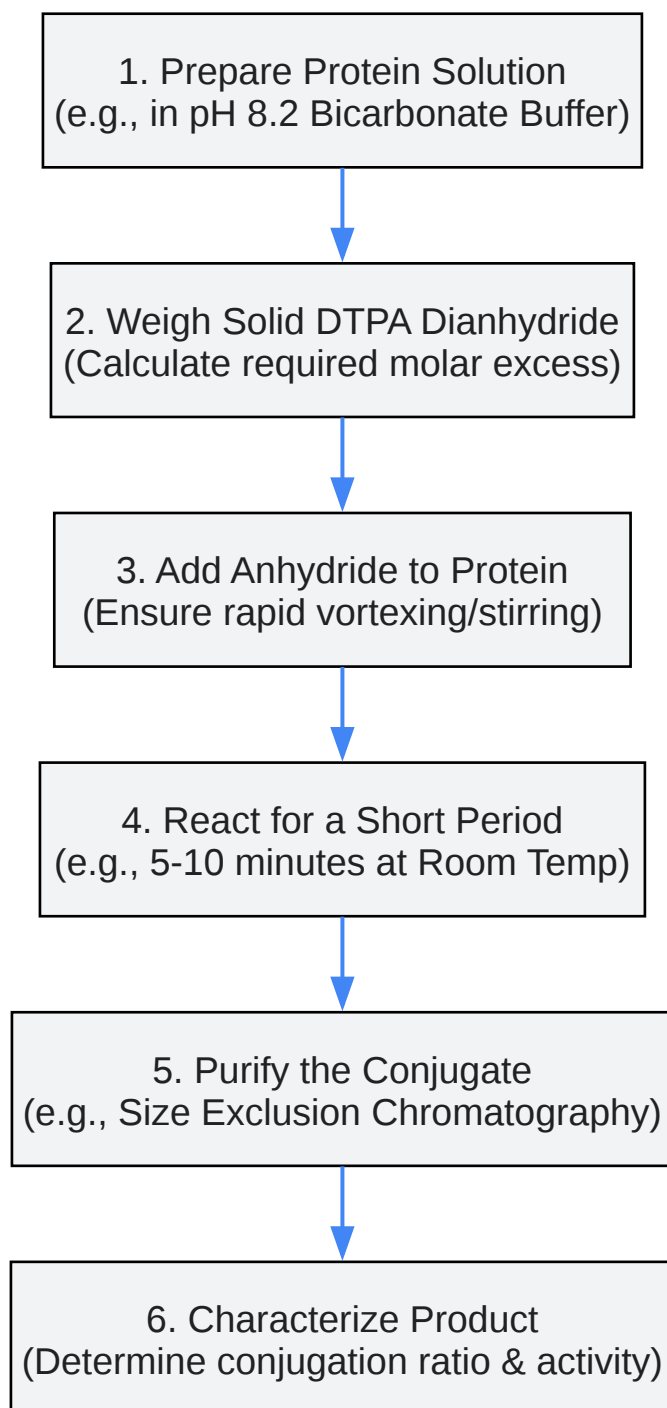 1. Prepare Protein Solution
(e.g., in pH 8.2 Bicarbonate Buffer)
2. Weigh Solid DTPA Dianhydride
(Calculate required molar excess)
3. Add Anhydride to Protein
(Ensure rapid vortexing/stirring)
4. React for a Short Period
(e.g., 5-10 minutes at Room Temp)
5. Purify the Conjugate
(e.g., Size Exclusion Chromatography)
6. Characterize Product
(Determine conjugation ratio & activity)